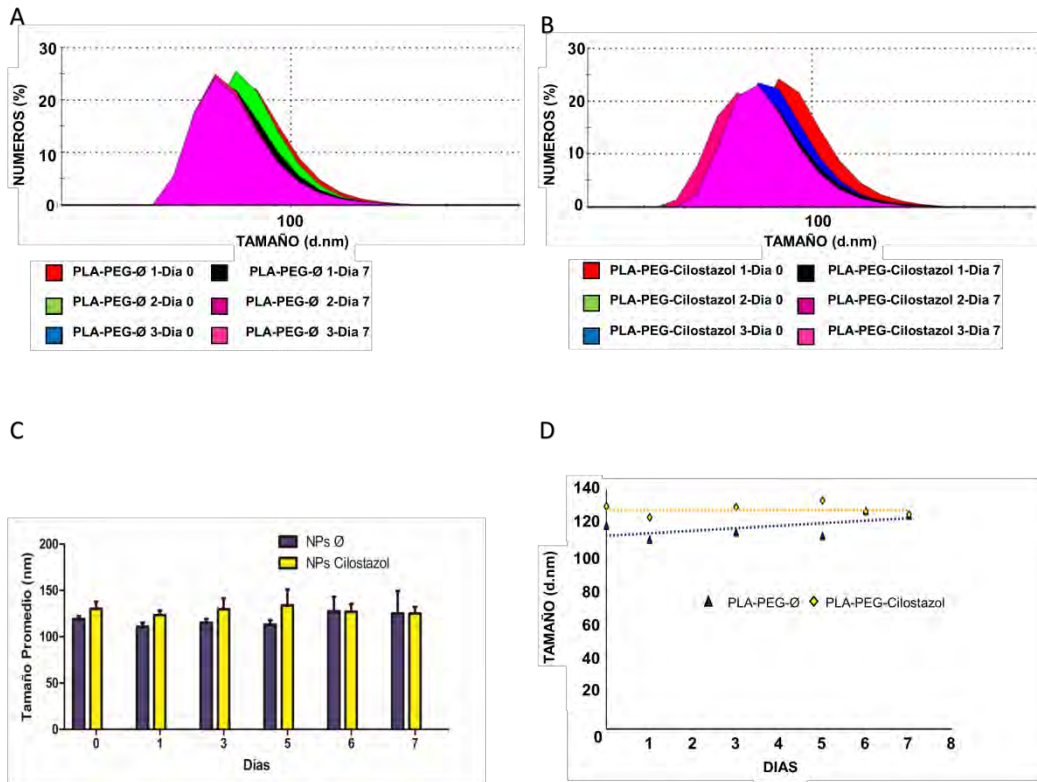 A
30
20
10
0
NUMEROS (%)
100
TAMAÑO (d.nm)
PLA-PEG-Ø 1-Dia 0
PLA-PEG-Ø 1-Dia 7
PLA-PEG-Ø 2-Dia 0
PLA-PEG-Ø 2-Dia 7
PLA-PEG-Ø 3-Dia 0
PLA-PEG-Ø 3-Dia 7
B
30
20
10
0
NUMEROS (%)
100
TAMAÑO (d.nm)
PLA-PEG-Cilostazol 1-Dia 0
PLA-PEG-Cilostazol 1-Dia 7
PLA-PEG-Cilostazol 2-Dia 0
PLA-PEG-Cilostazol 2-Dia 7
PLA-PEG-Cilostazol 3-Dia 0
PLA-PEG-Cilostazol 3-Dia 7
C
NPs Ø
NPs Cilostazol
200
150
100
50
0
Tamaño Promedio (nm)
0 1 3 5 6 7
Días
D
140
120
100
80
60
40
20
0
TAMAÑO (d.nm)
PLA-PEG-Ø
PLA-PEG-Cilostazol
1 2 3 4 5 6 7 8
DIAS